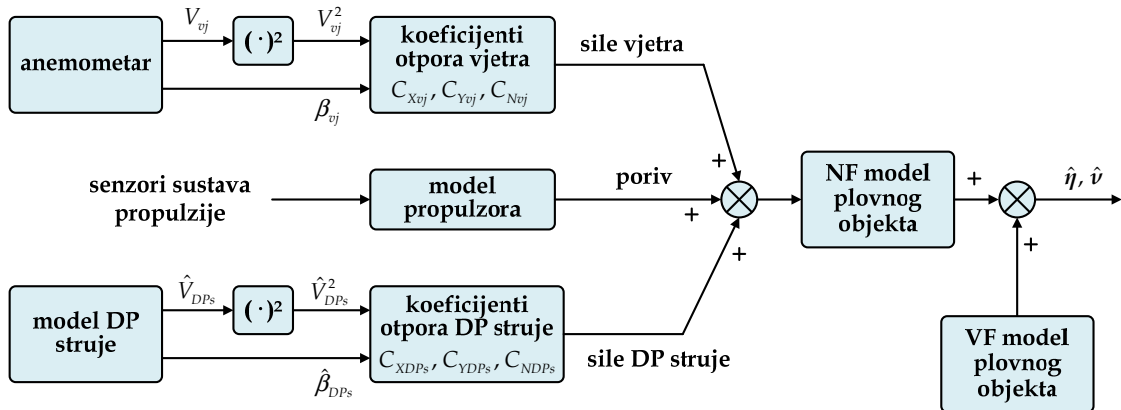 anemometar
V_vj
(·)²
V²_vj
β_vj
koeficijenti
otpora vjetra
C_Xvj, C_Yvj, C_Nvj
sile vjetra
senzori sustava
propulzije
model
propulzora
poriv
+
+
+
NF model
plovnog
objekta
+
η̂, ν̂
+
VF model
plovnog
objekta
model DP
struje
V̂_DPs
(·)²
V̂²_DPs
β̂_DPs
koeficijenti
otpora DP struje
C_XDPs, C_YDPs, C_NDPs
sile DP struje